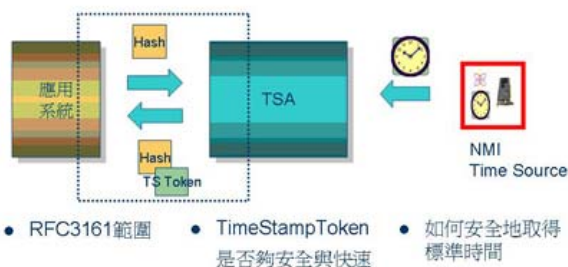 Hash
應用
系統
TSA
Hash
TS Token
NMI
Time Source
• RFC3161範圍
• TimeStampToken
是否夠安全與快速
• 如何安全地取得
標準時間